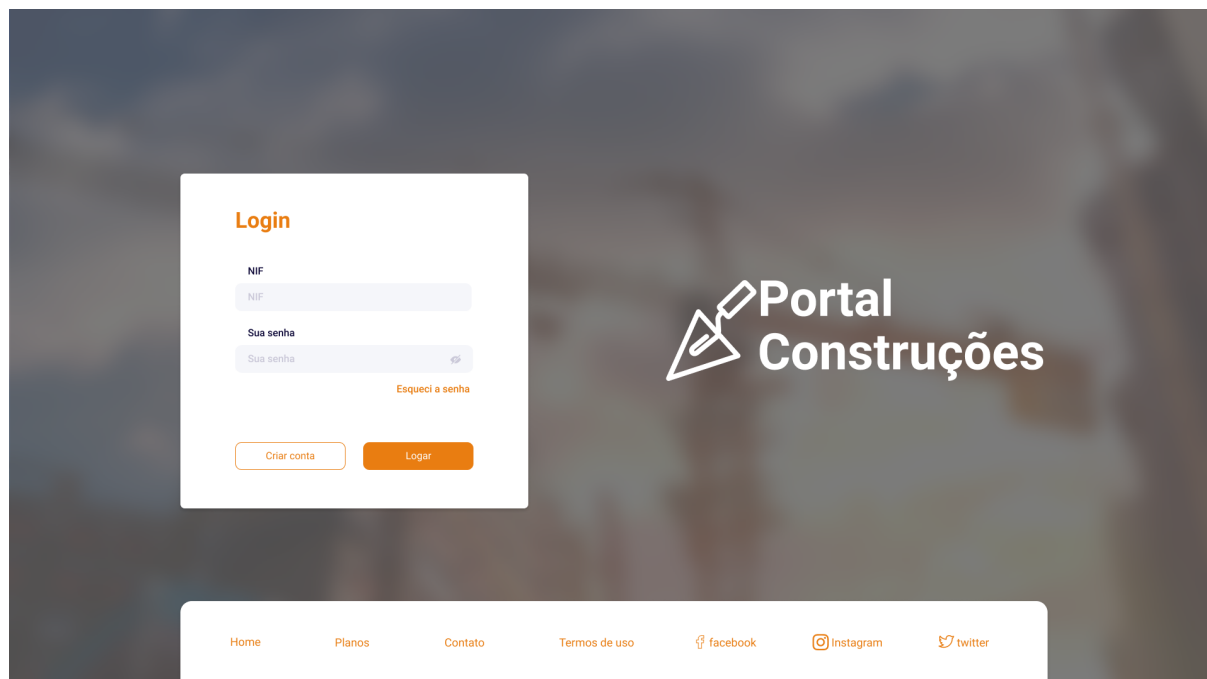 Login
NIF
NIF
Sua senha
Sua senha
Esqueci a senha
Criar conta
Logar
Portal
Construções
Home
Planos
Contato
Termos de uso
facebook
Instagram
twitter